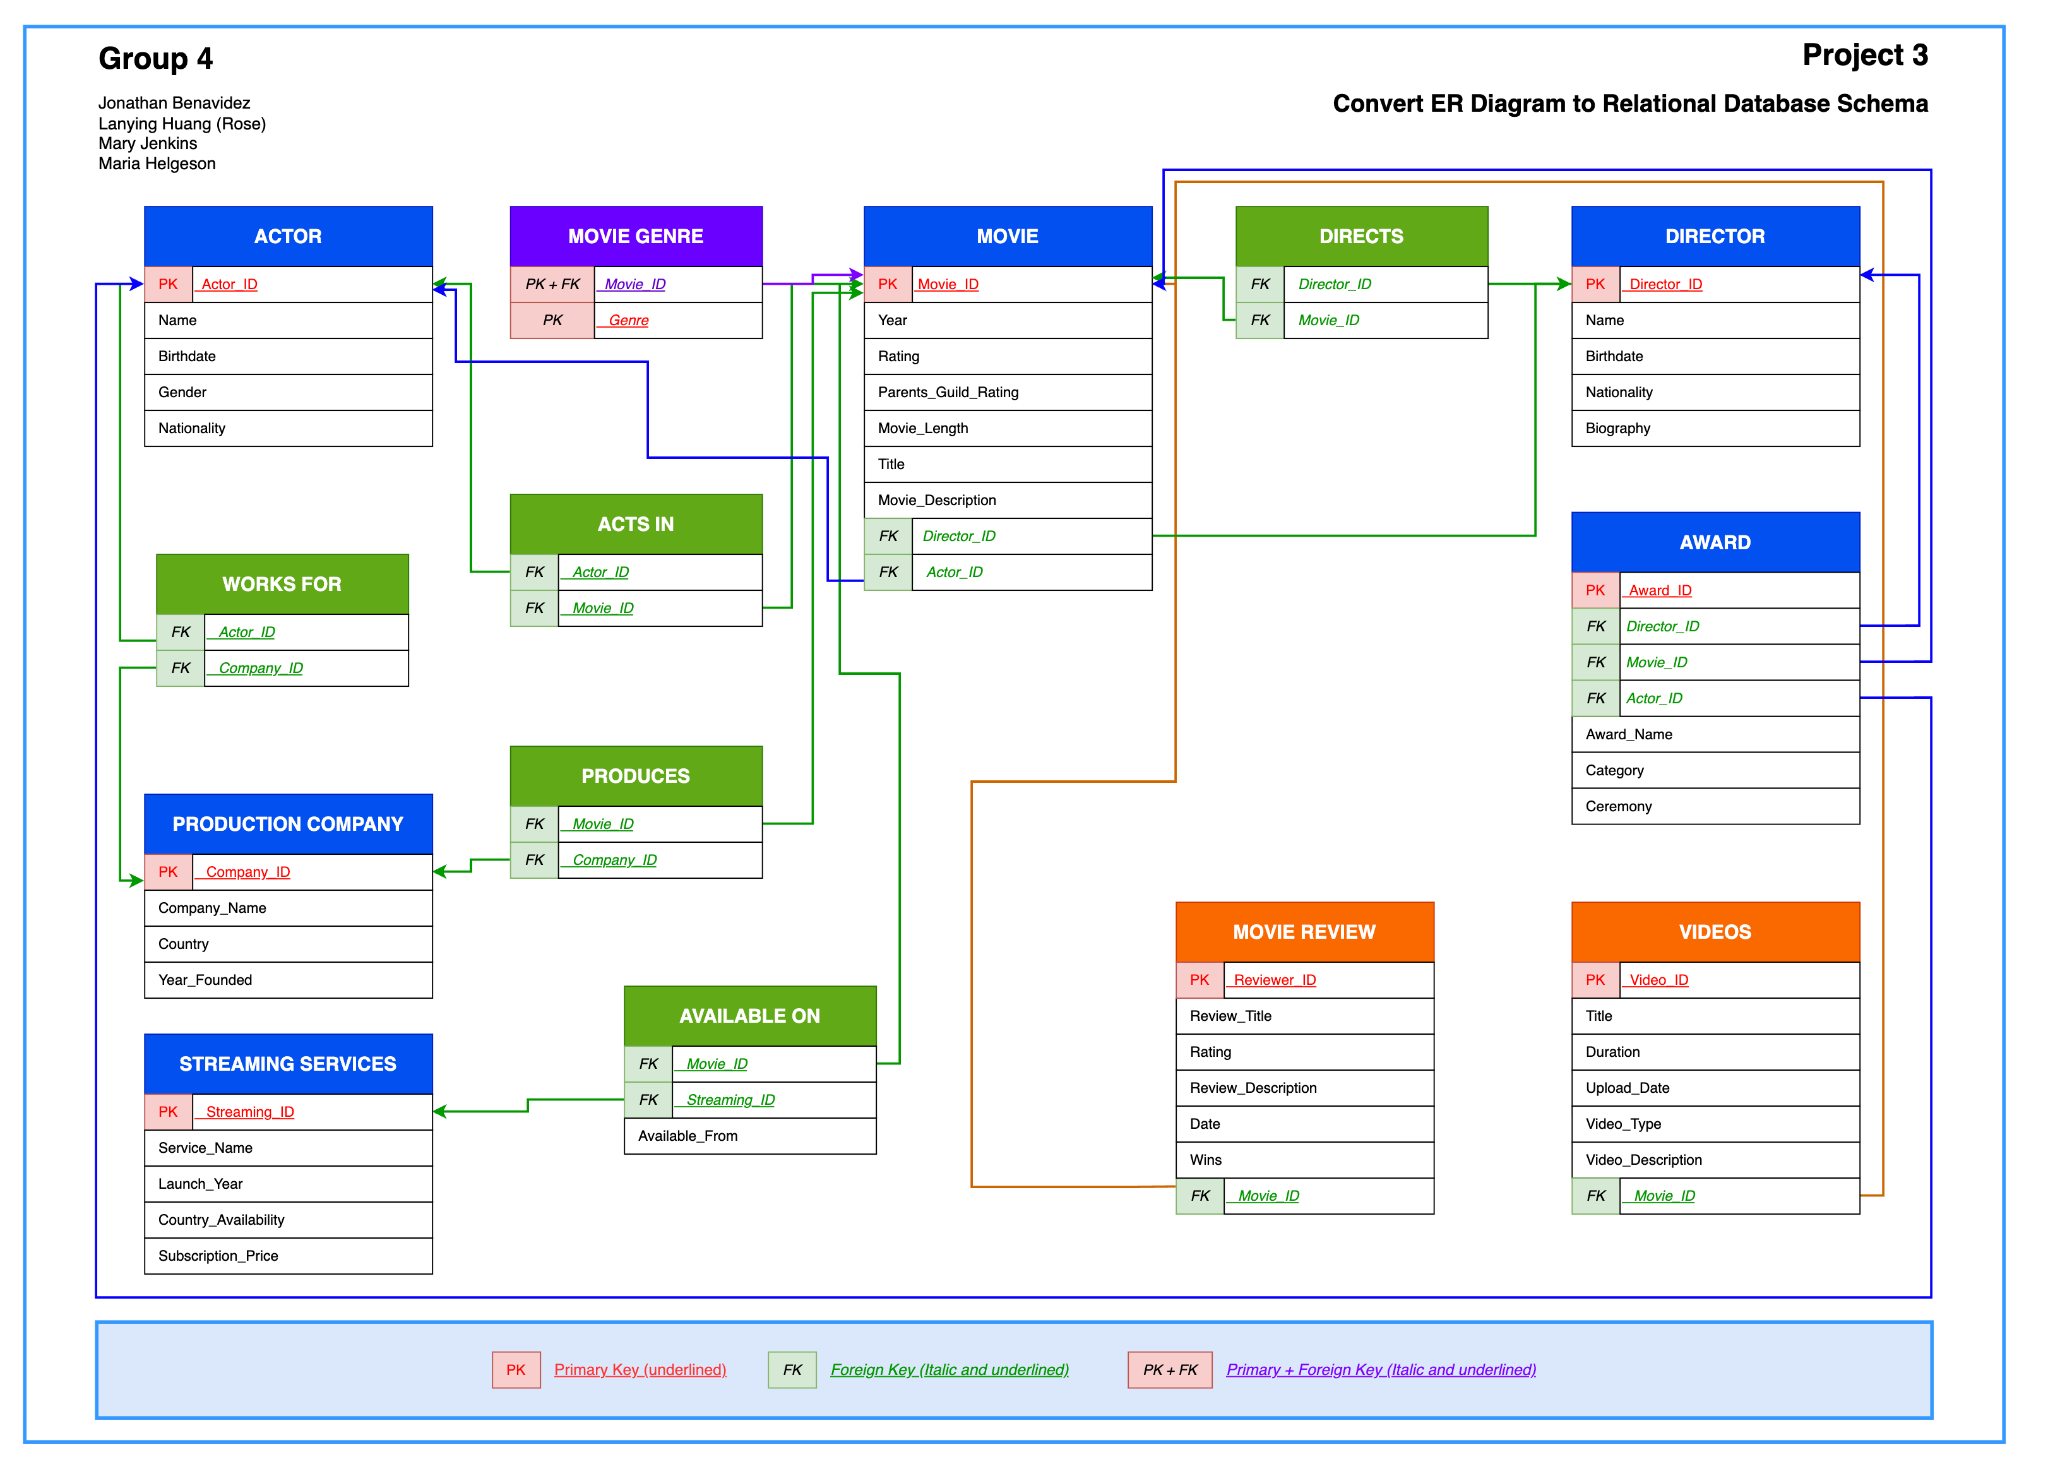 Group 4
Project 3
Jonathan Benavidez
Lanying Huang (Rose)
Mary Jenkins
Maria Helgeson
Convert ER Diagram to Relational Database Schema
ACTOR
PK Actor_ID
Name
Birthdate
Gender
Nationality
MOVIE GENRE
PK + FK Movie_ID
PK Genre
MOVIE
PK Movie_ID
Year
Rating
Parents_Guild_Rating
Movie_Length
Title
Movie_Description
FK Director_ID
FK Actor_ID
DIRECTS
FK Director_ID
FK Movie_ID
DIRECTOR
PK Director_ID
Name
Birthdate
Nationality
Biography
WORKS FOR
FK Actor_ID
FK Company_ID
ACTS IN
FK Actor_ID
FK Movie_ID
AWARD
PK Award_ID
FK Director_ID
FK Movie_ID
FK Actor_ID
Award_Name
Category
Ceremony
PRODUCTION COMPANY
PK Company_ID
Company_Name
Country
Year_Founded
PRODUCES
FK Movie_ID
FK Company_ID
STREAMING SERVICES
PK Streaming_ID
Service_Name
Launch_Year
Country_Availability
Subscription_Price
AVAILABLE ON
FK Movie_ID
FK Streaming_ID
Available_From
MOVIE REVIEW
PK Reviewer_ID
Review_Title
Rating
Review_Description
Date
Wins
FK Movie_ID
VIDEOS
PK Video_ID
Title
Duration
Upload_Date
Video_Type
Video_Description
FK Movie_ID
PK Primary Key (underlined)
FK Foreign Key (Italic and underlined)
PK + FK Primary + Foreign Key (Italic and underlined)